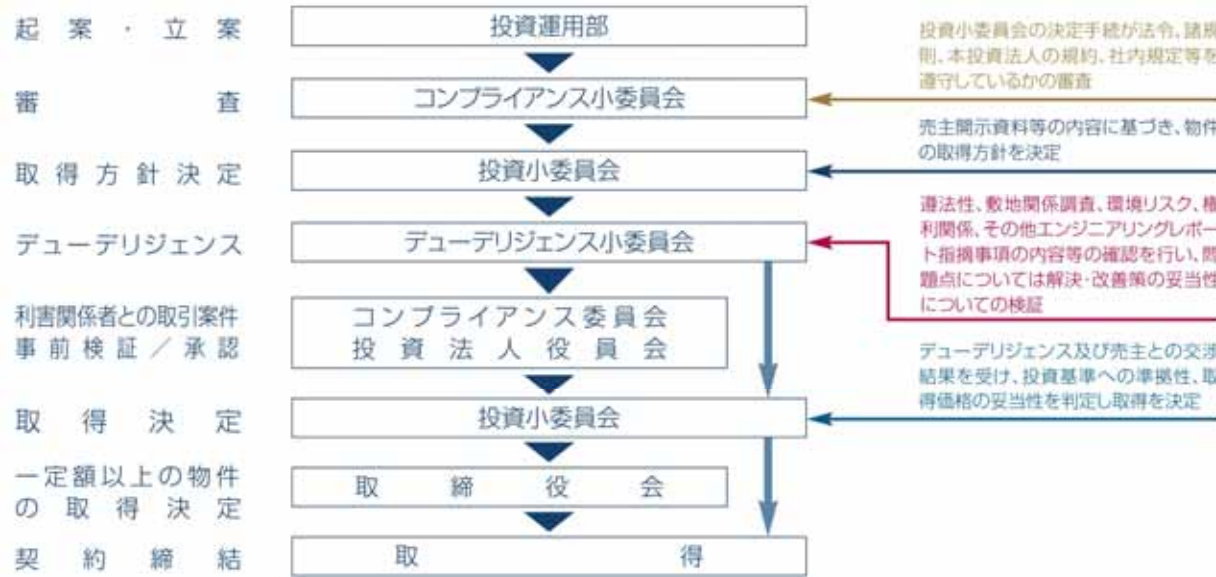 起案・立案
投資運用部
審査
コンプライアンス小委員会
投資小委員会の決定手続が法令、諸規
則、本投資法人の規約、社内規定等を
遵守しているかの審査
取得方針決定
投資小委員会
売主開示資料等の内容に基づき、物件
の取得方針を決定
デューデリジェンス
デューデリジェンス小委員会
遵法性、敷地関係調査、環境リスク、権
利関係、その他エンジニアリングレポー
ト指摘事項の内容等の確認を行い、問
題点については解決・改善策の妥当性
についての検証
利害関係者との取引案件
事前検証／承認
コンプライアンス委員会
投資法人役員会
取得決定
投資小委員会
デューデリジェンス及び売主との交渉
結果を受け、投資基準への準拠性、取
得価格の妥当性を判定し取得を決定
一定額以上の物件
の取得決定
取締役会
契約締結
取得